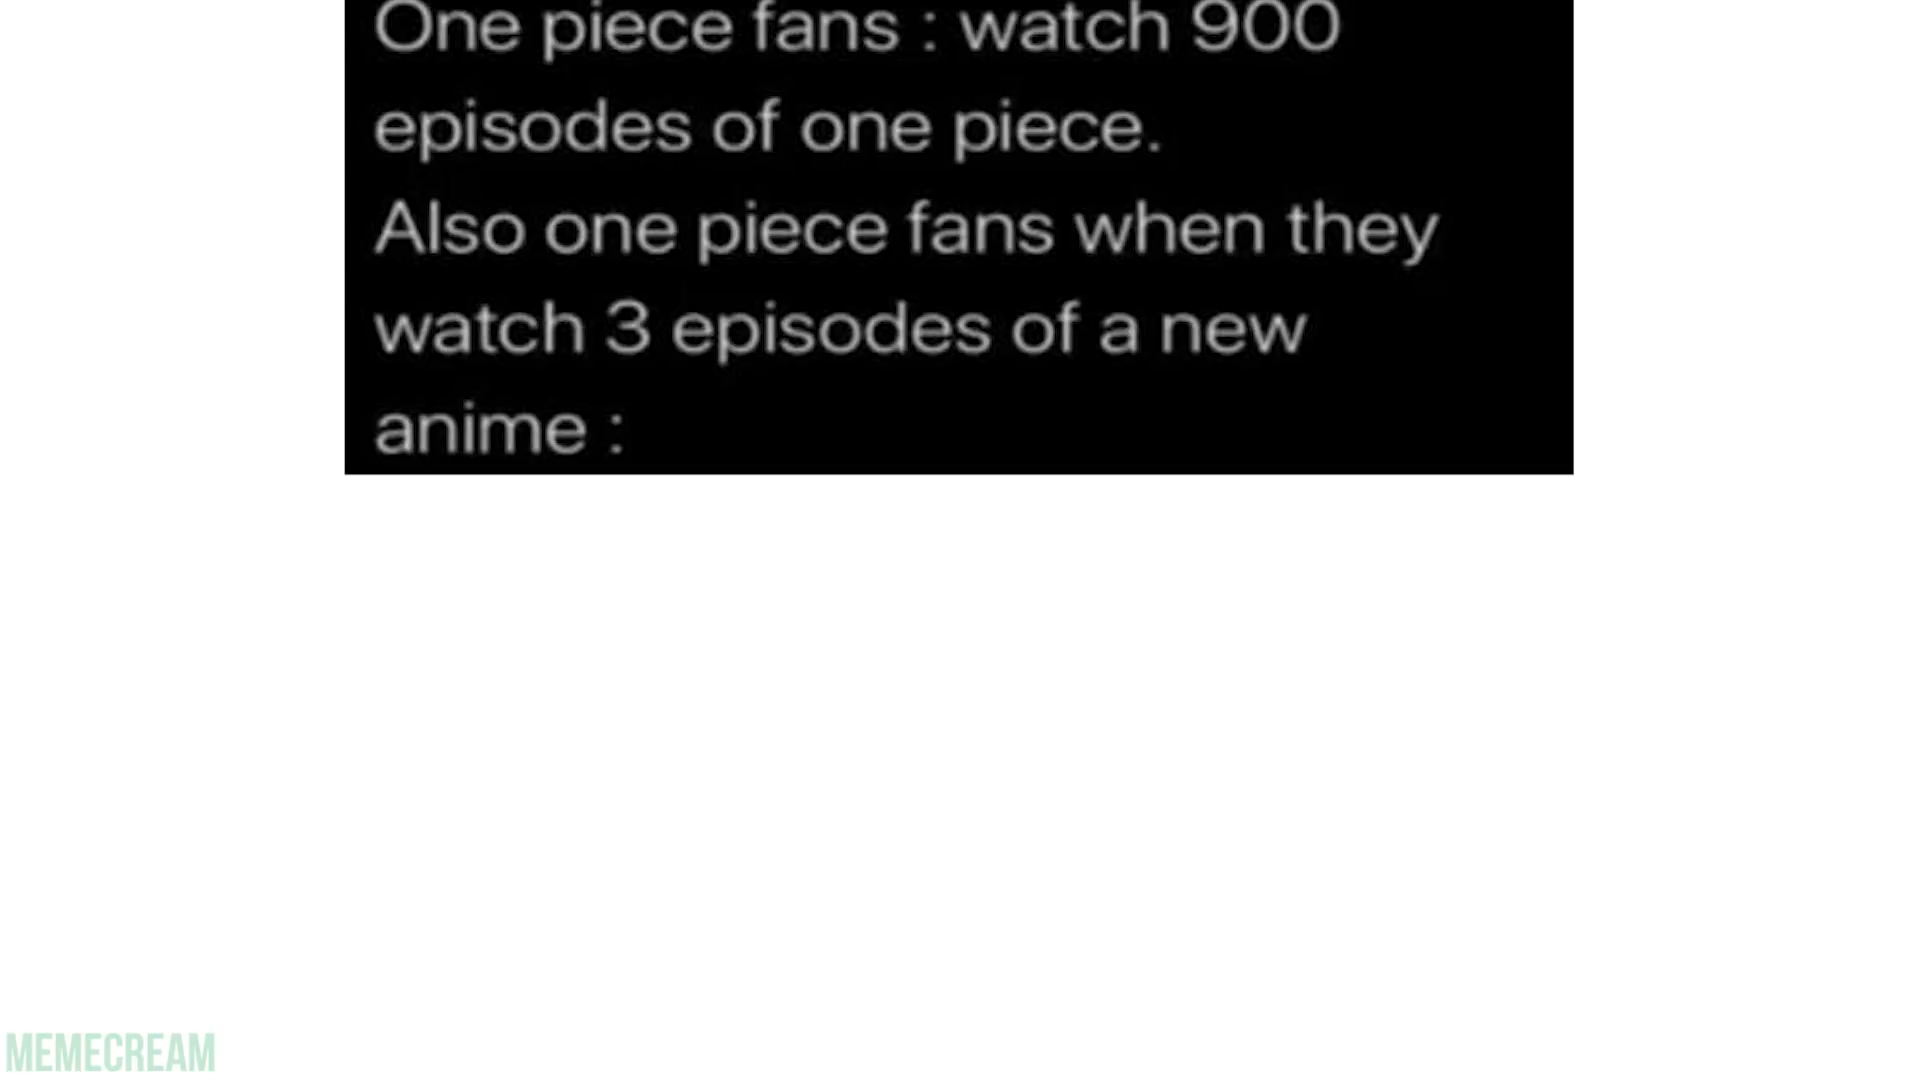 One piece fans : watch 900
episodes of one piece.
Also one piece fans when they
watch 3 episodes of a new
anime :
MEMECREAM